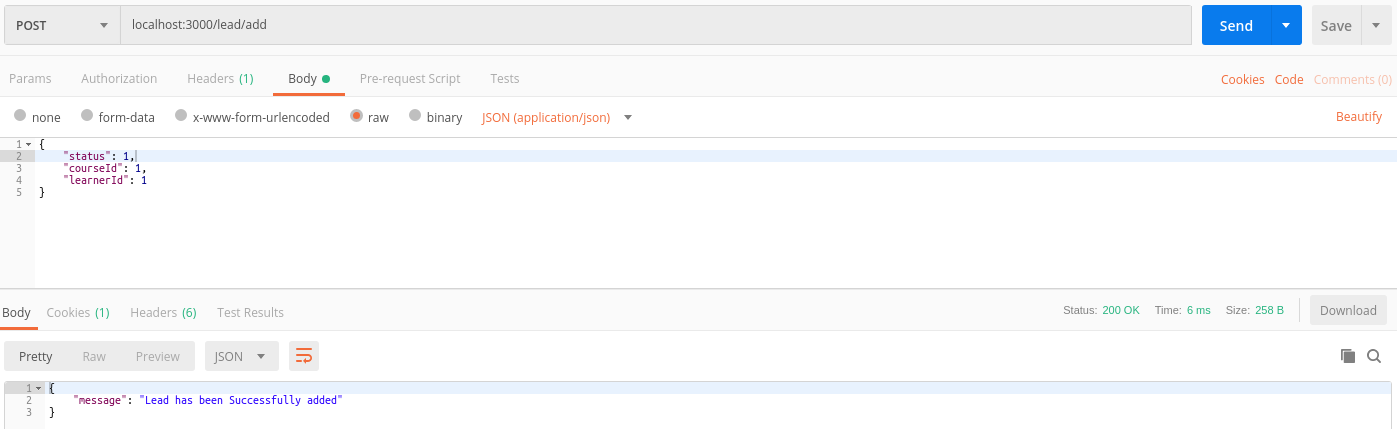 POST localhost:3000/lead/add Send Save
Params Authorization Headers (1) Body Pre-request Script Tests Cookies Code Comments (0)
none form-data x-www-form-urlencoded raw binary JSON (application/json) Beautify
1 {
2 "status": 1,
3 "courseId": 1,
4 "learnerId": 1
5 }
Body Cookies (1) Headers (6) Test Results Status: 200 OK Time: 6 ms Size: 258 B Download
Pretty Raw Preview JSON
1 {
2 "message": "Lead has been Successfully added"
3 }